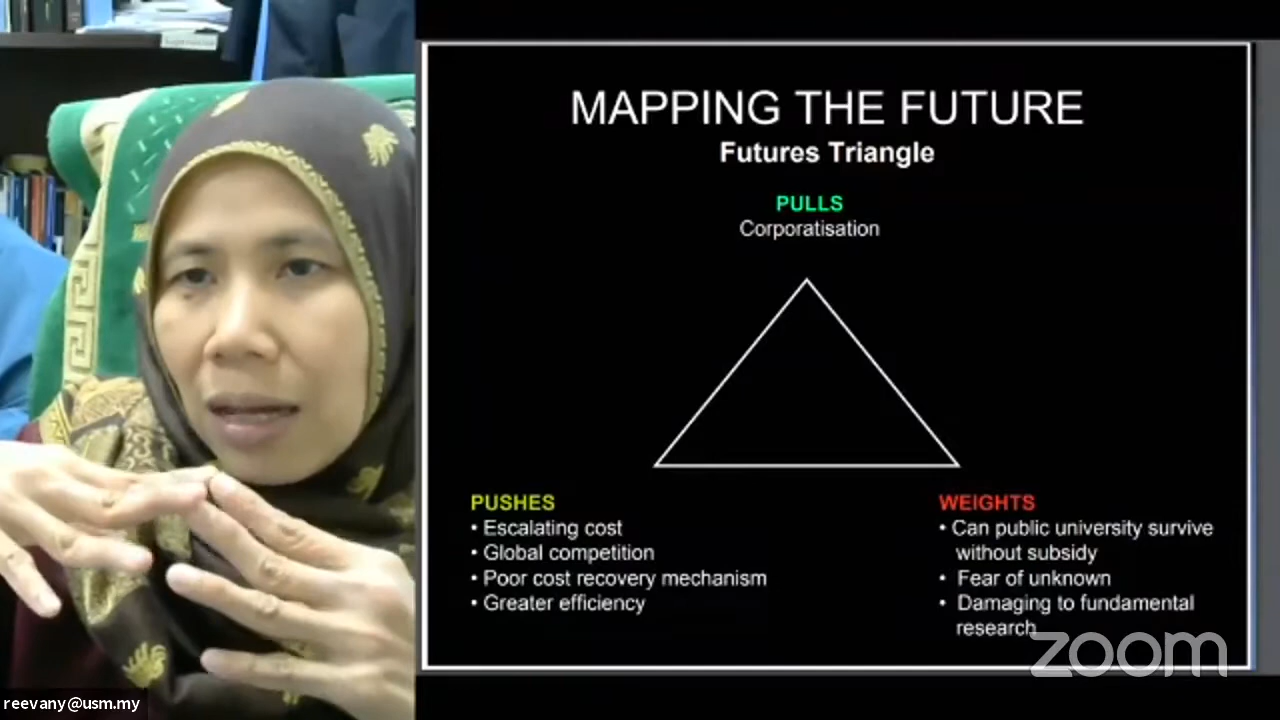 MAPPING THE FUTURE
Futures Triangle
PULLS
Corporatisation
PUSHES
• Escalating cost
• Global competition
• Poor cost recovery mechanism
• Greater efficiency
WEIGHTS
• Can public university survive
without subsidy
• Fear of unknown
• Damaging to fundamental
research
zoom
reevany@usm.my